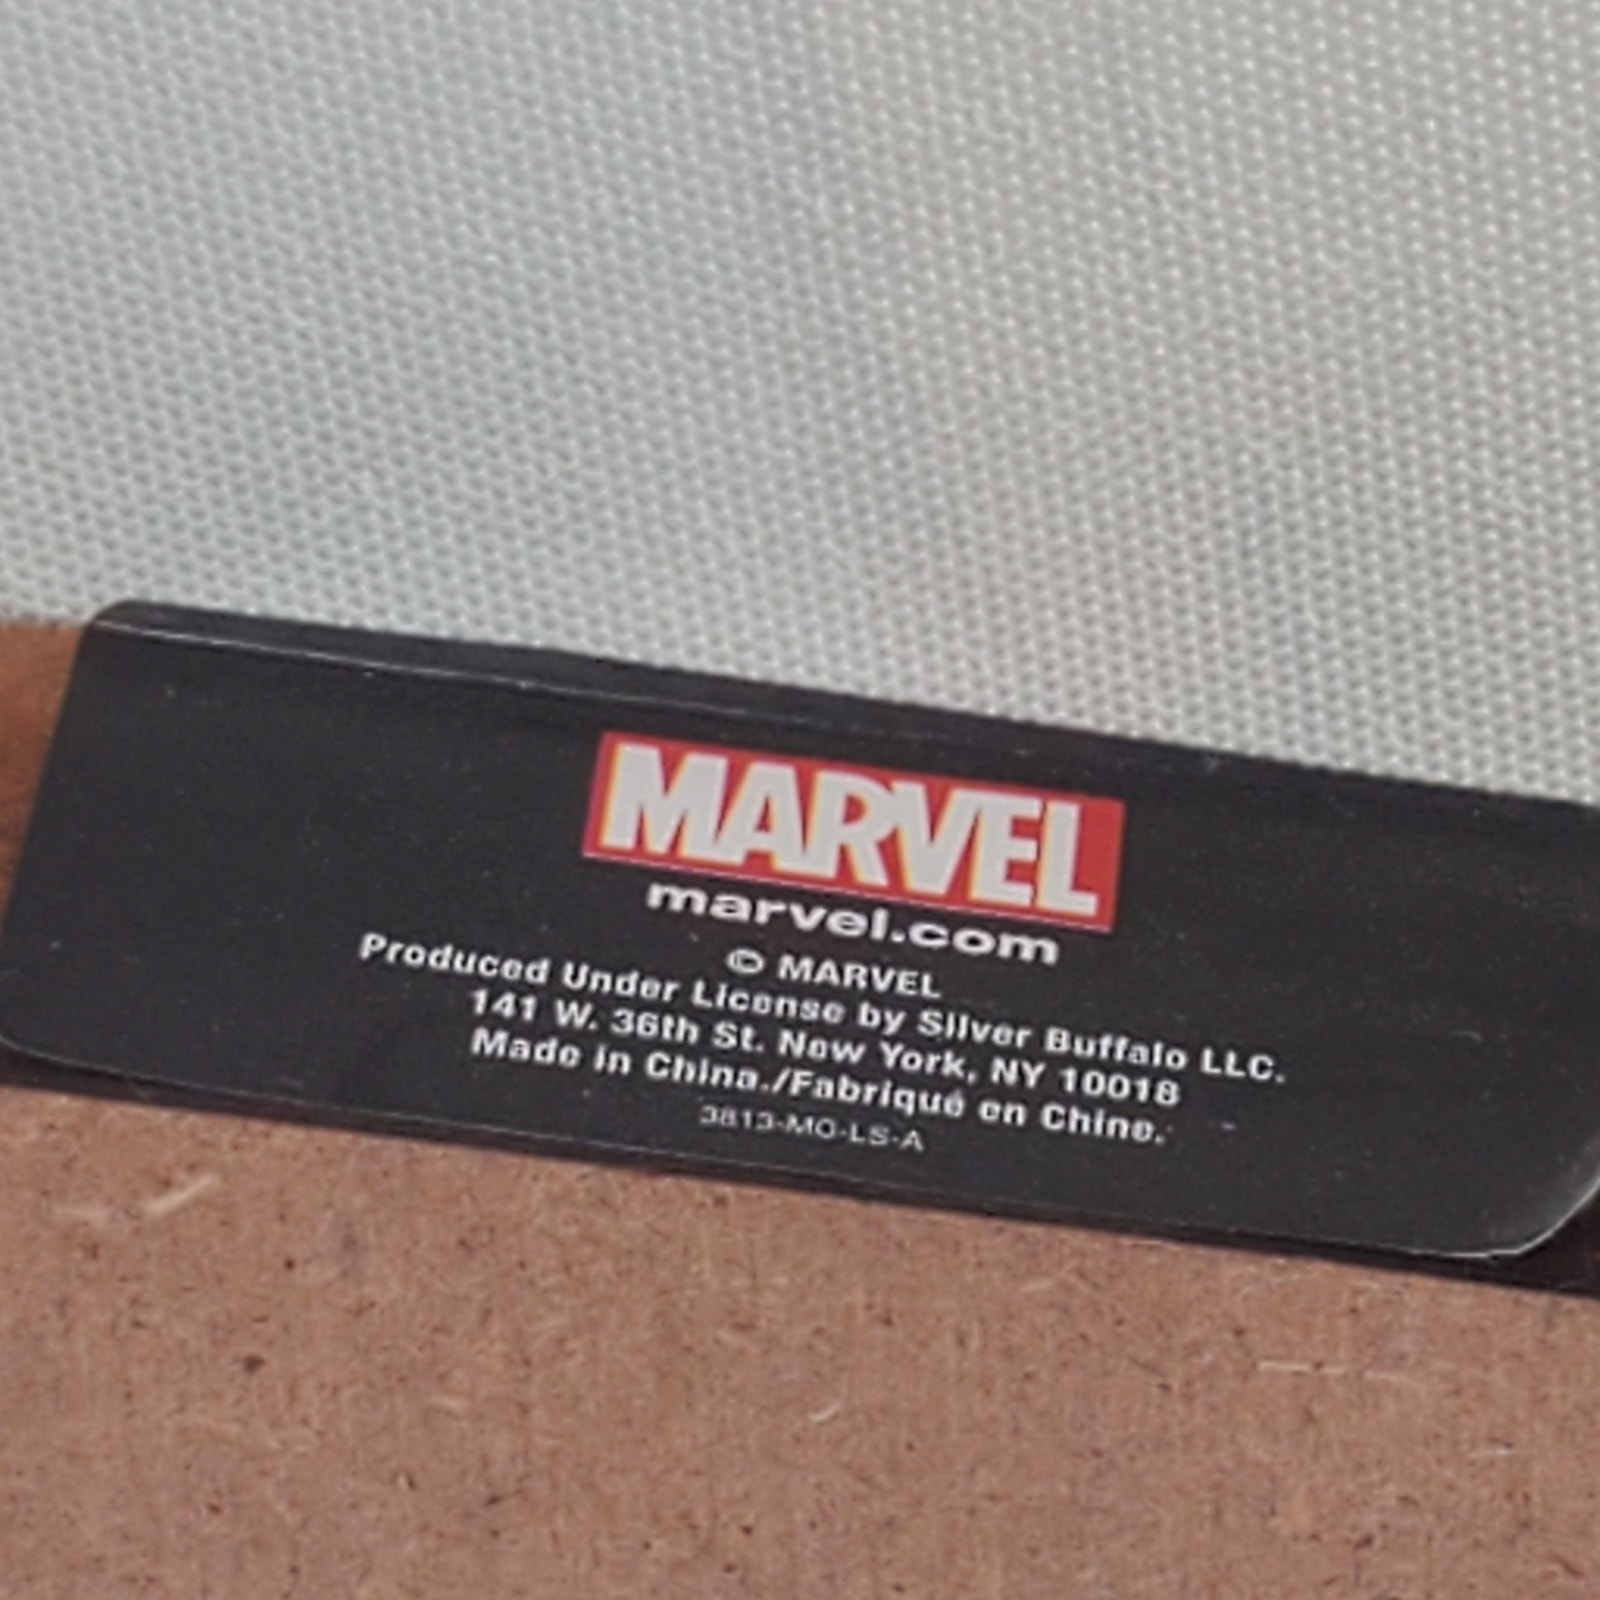 MARVEL
marvel.com
© MARVEL
Produced Under License by Silver Buffalo LLC.
141 W. 36th St. New York, NY 10018
Made in China./Fabriqué en Chine.
3813-MO-LS-A